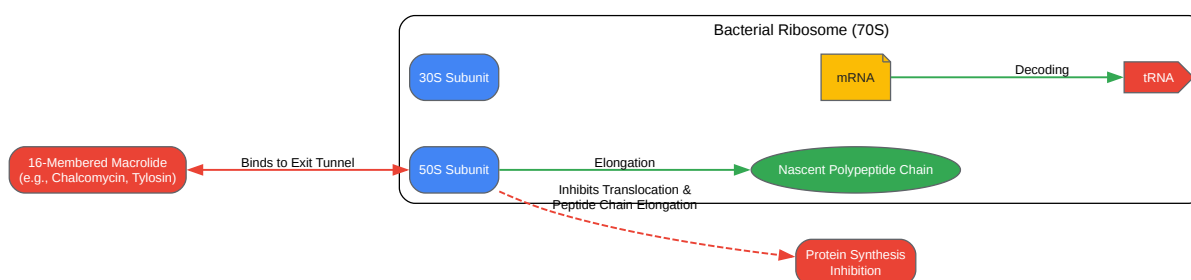 Bacterial Ribosome (70S)
30S Subunit
mRNA
Decoding
tRNA
16-Membered Macrolide
(e.g., Chalcomycin, Tylosin)
Binds to Exit Tunnel
50S Subunit
Elongation
Nascent Polypeptide Chain
Inhibits Translocation &
Peptide Chain Elongation
Protein Synthesis
Inhibition